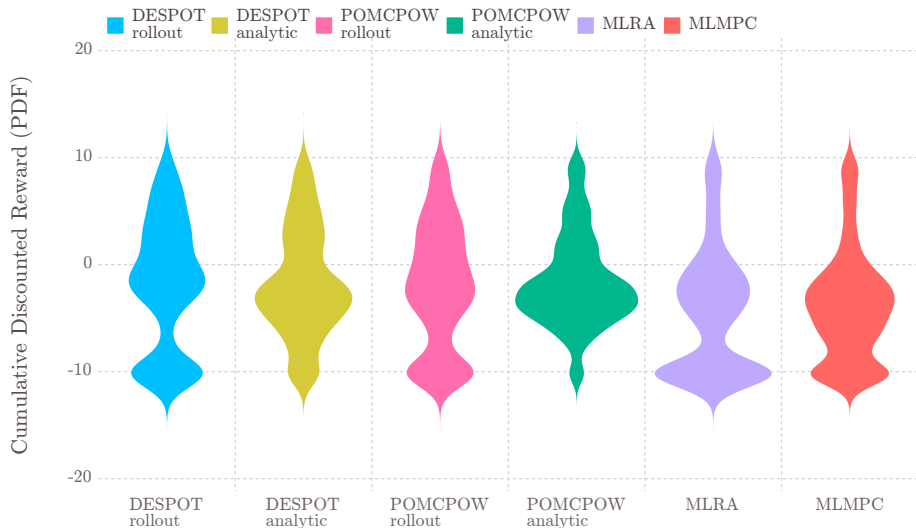 DESPOT rollout
DESPOT analytic
POMCPOW rollout
POMCPOW analytic
MLRA
MLMPC
Cumulative Discounted Reward (PDF)
20
10
0
-10
-20
DESPOT rollout
DESPOT analytic
POMCPOW rollout
POMCPOW analytic
MLRA
MLMPC